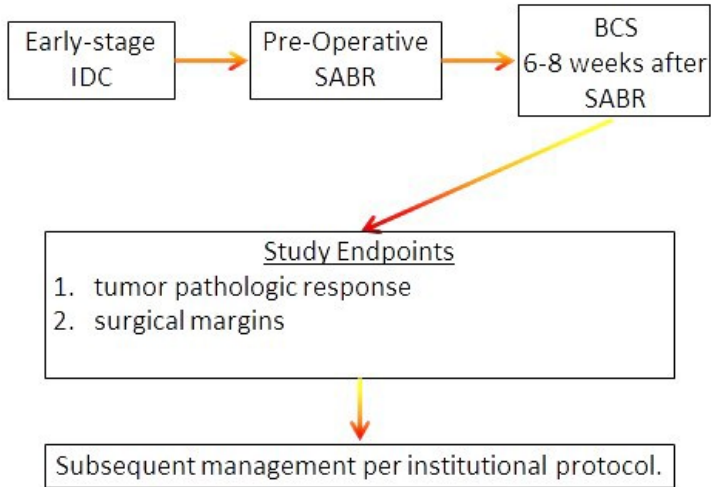 Early-stage
IDC
Pre-Operative
SABR
BCS
6-8 weeks after
SABR
Study Endpoints
1. tumor pathologic response
2. surgical margins
Subsequent management per institutional protocol.